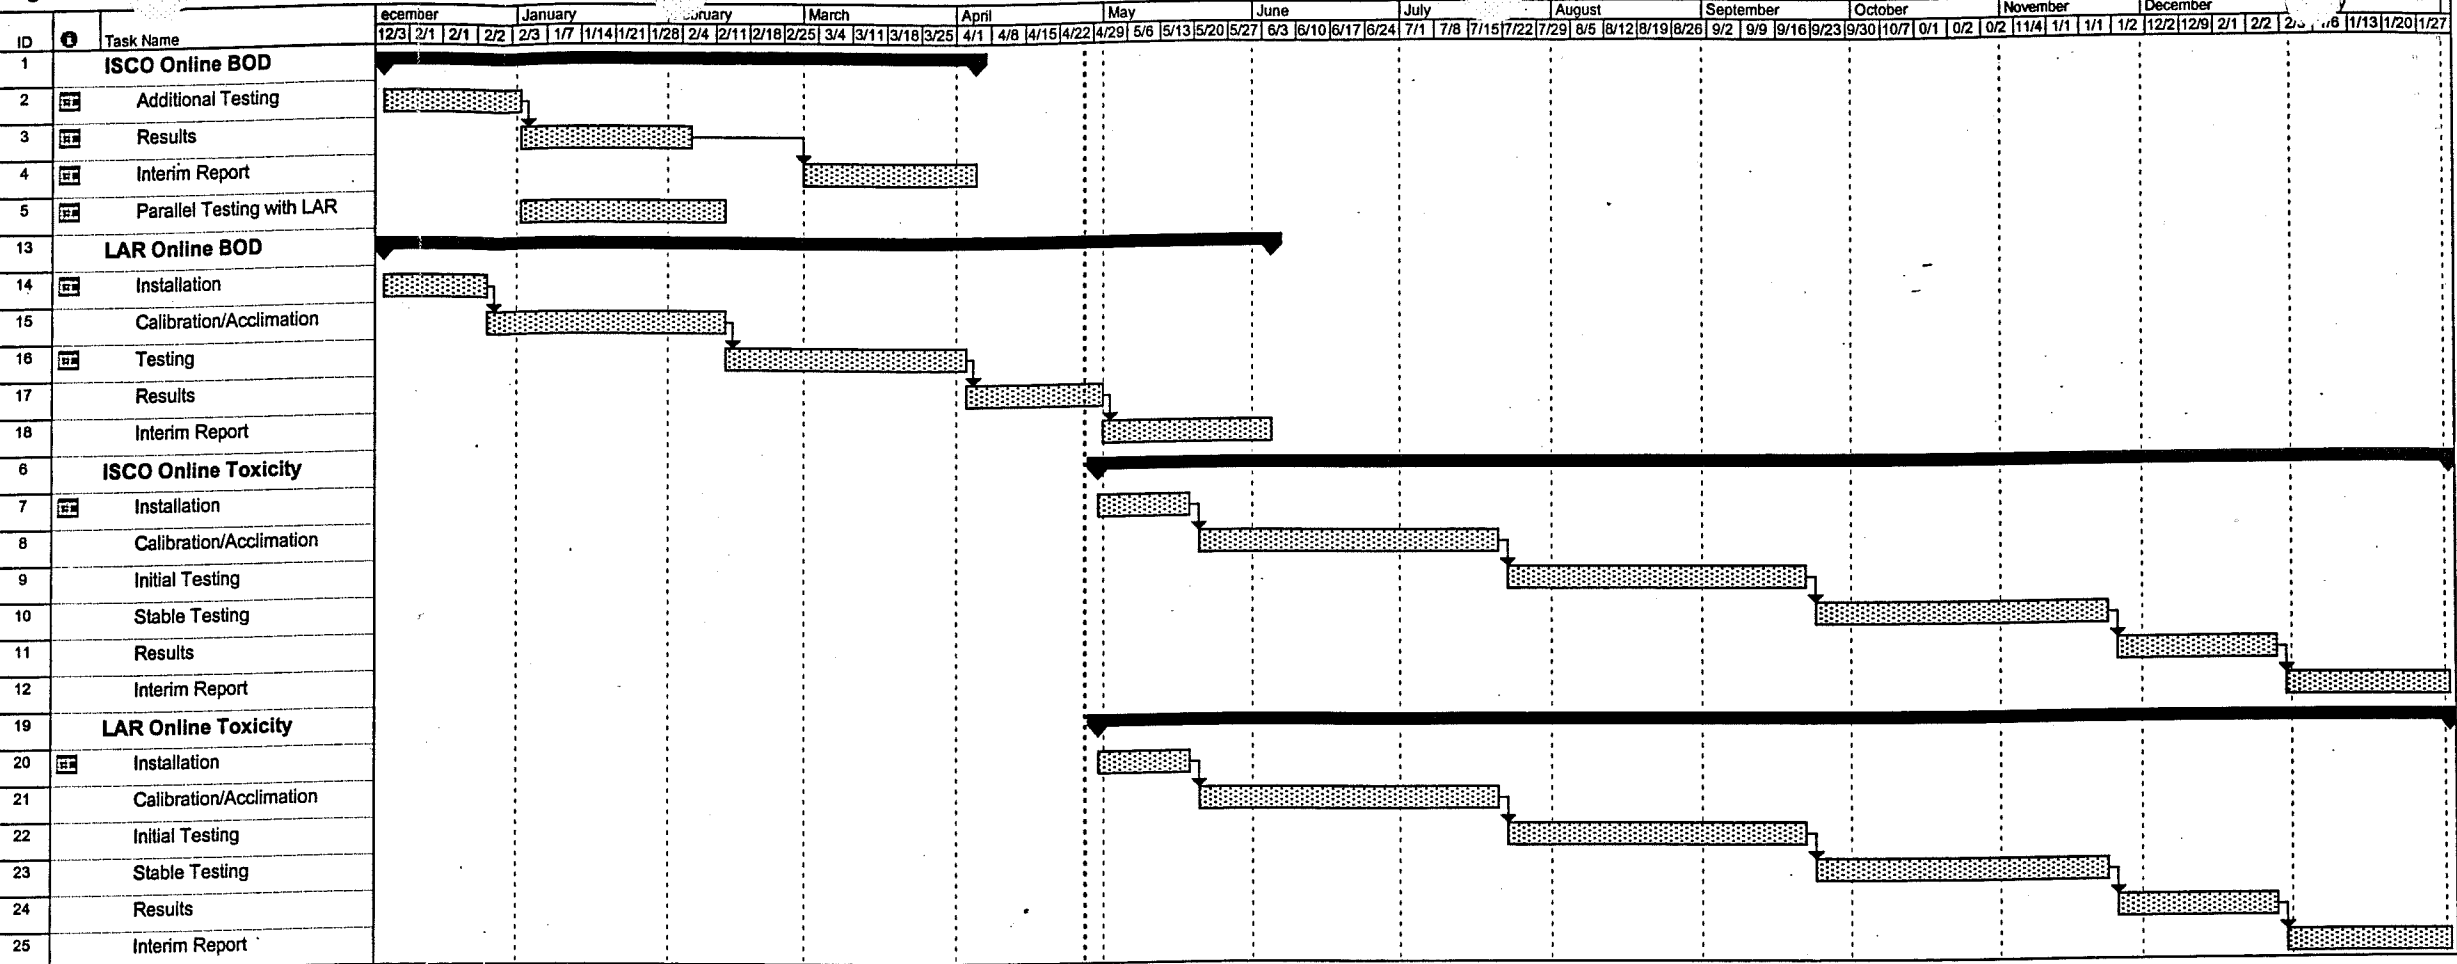 ecember January bruary March April May June July August September October November December y
ID Task Name 12/3 2/1 2/1 2/2 2/3 1/7 1/14 1/21 1/28 2/4 2/11 2/18 2/25 3/4 3/11 3/18 3/25 4/1 4/8 4/15 4/22 4/29 5/6 5/13 5/20 5/27 6/3 6/10 6/17 6/24 7/1 7/8 7/15 7/22 7/29 8/5 8/12 8/19 8/26 9/2 9/9 9/16 9/23 9/30 10/7 0/1 0/2 0/2 11/4 1/1 1/1 1/2 12/2 12/9 2/1 2/2 2/3 1/6 1/13 1/20 1/27
1 ISCO Online BOD
2 Additional Testing
3 Results
4 Interim Report
5 Parallel Testing with LAR
13 LAR Online BOD
14 Installation
15 Calibration/Acclimation
16 Testing
17 Results
18 Interim Report
6 ISCO Online Toxicity
7 Installation
8 Calibration/Acclimation
9 Initial Testing
10 Stable Testing
11 Results
12 Interim Report
19 LAR Online Toxicity
20 Installation
21 Calibration/Acclimation
22 Initial Testing
23 Stable Testing
24 Results
25 Interim Report